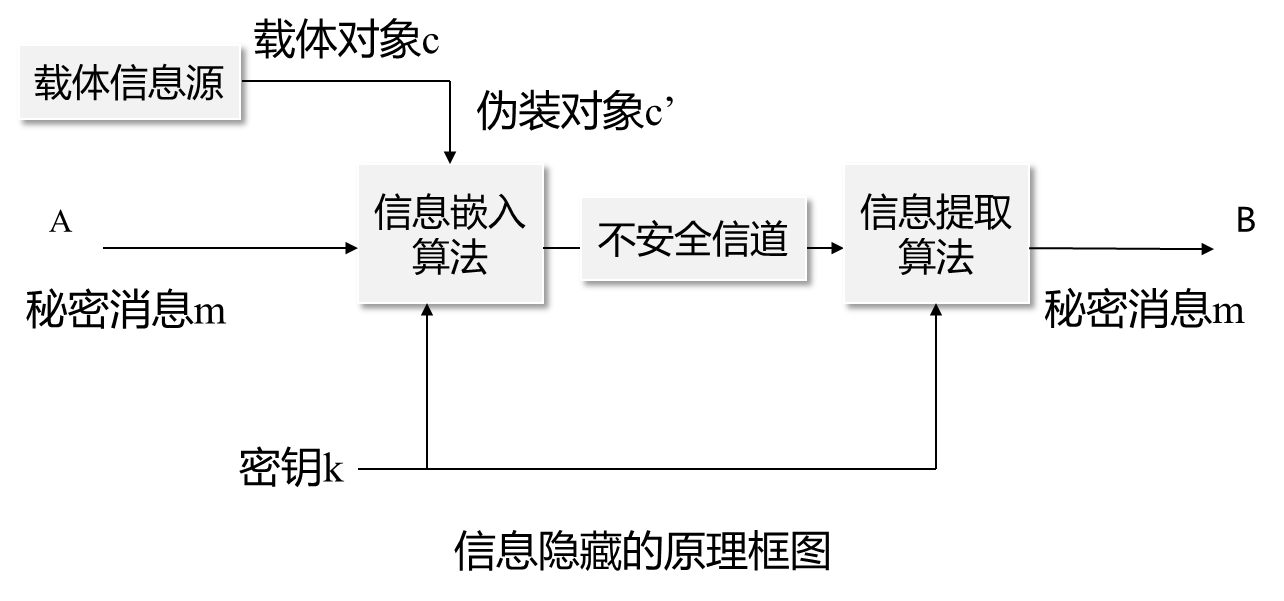 载体对象c
载体信息源
伪装对象c’
A
信息嵌入
算法
不安全信道
信息提取
算法
B
秘密消息m
秘密消息m
密钥k
信息隐藏的原理框图